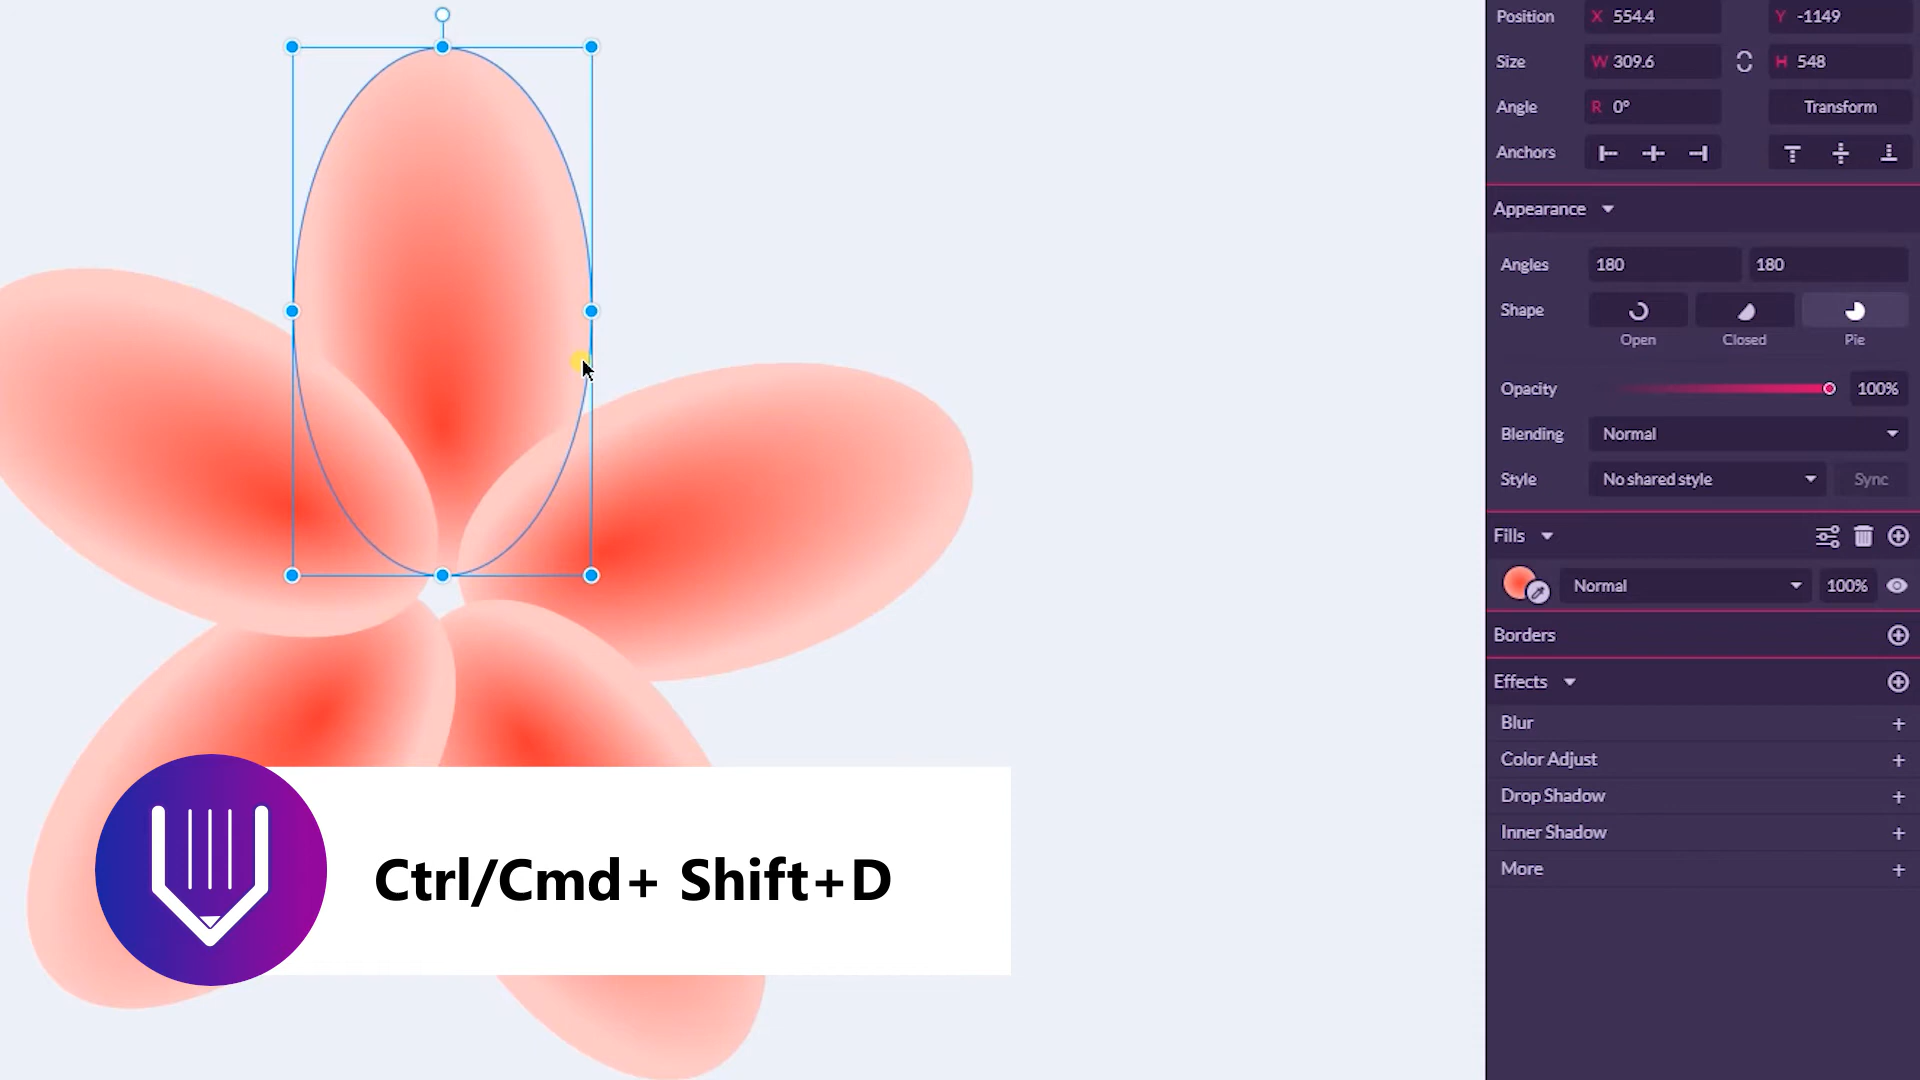 Position X 554.4 Y -1149
Size W 309.6 H 548
Angle R 0° Transform
Anchors
Appearance
Angles 180 180
Shape
Open Closed Pie
Opacity 100%
Blending Normal
Style No shared style Sync
Fills
Normal 100%
Borders
Effects
Blur +
Color Adjust +
Drop Shadow +
Inner Shadow +
More +
Ctrl/Cmd+ Shift+D